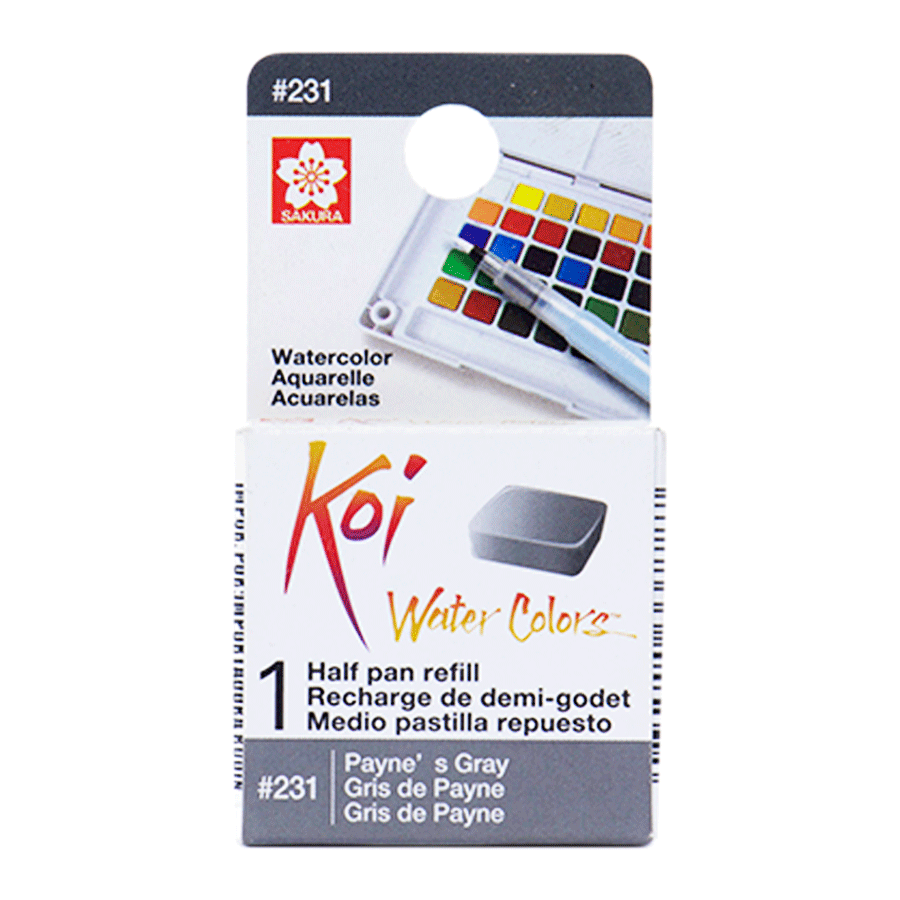 #231
SAKURA
Watercolor
Aquarelle
Acuarelas
Koi
Water Colors™
1 Half pan refill
Recharge de demi-godet
Medio pastilla repuesto
#231
Payne’ s Gray
Gris de Payne
Gris de Payne